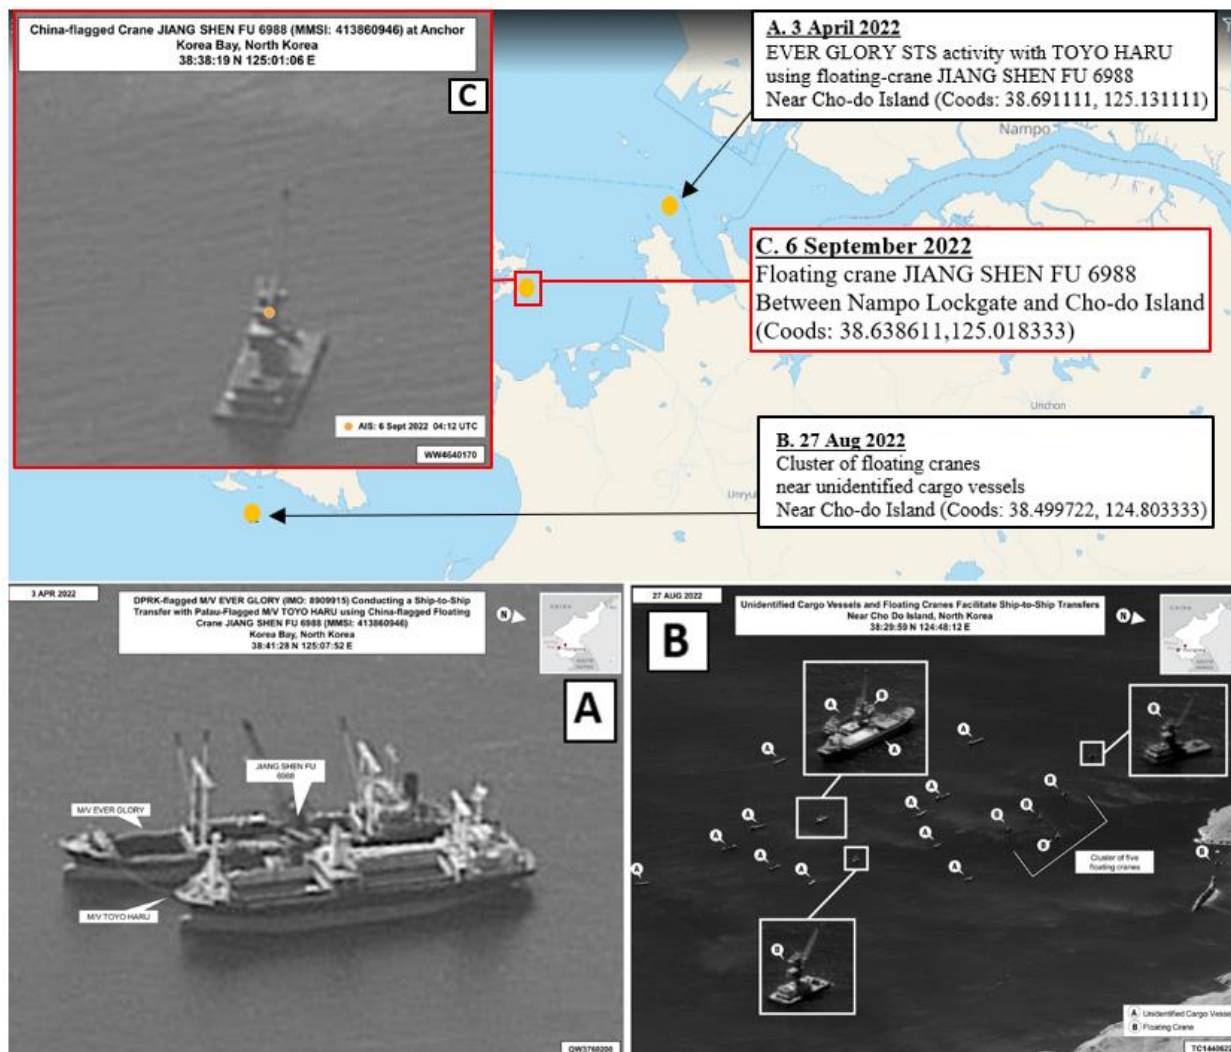 China-flagged Crane JIANG SHEN FU 6988 (MMSI: 413860946) at Anchor
Korea Bay, North Korea
38:38:19 N 125:01:06 E
C
AIS: 6 Sept 2022 04:12 UTC
WW4640170
A. 3 April 2022
EVER GLORY STS activity with TOYO HARU
using floating-crane JIANG SHEN FU 6988
Near Cho-do Island (Coods: 38.691111, 125.131111)
Nampo
C. 6 September 2022
Floating crane JIANG SHEN FU 6988
Between Nampo Lockgate and Cho-do Island
(Coods: 38.638611,125.018333)
Unchon
B. 27 Aug 2022
Cluster of floating cranes
near unidentified cargo vessels
Near Cho-do Island (Coods: 38.499722, 124.803333)
3 APR 2022
DPRK-flagged M/V EVER GLORY (IMO: 8909915) Conducting a Ship-to-Ship
Transfer with Palau-Flagged M/V TOYO HARU using China-flagged Floating
Crane JIANG SHEN FU 6988 (MMSI: 413860946)
Korea Bay, North Korea
38:41:28 N 125:07:52 E
N
CHINA
A
JIANG SHEN FU
6988
M/V EVER GLORY
M/V TOYO HARU
QW3760200
27 AUG 2022
Unidentified Cargo Vessels and Floating Cranes Facilitate Ship-to-Ship Transfers
Near Cho Do Island, North Korea
38:29:59 N 124:48:12 E
N
CHINA
B
A
B
A
B
A
A
A
A
A
A
A
A
A
A
A
B
B
B
B
B
B
Cluster of five
floating cranes
A Unidentified Cargo Vessel
B Floating Crane